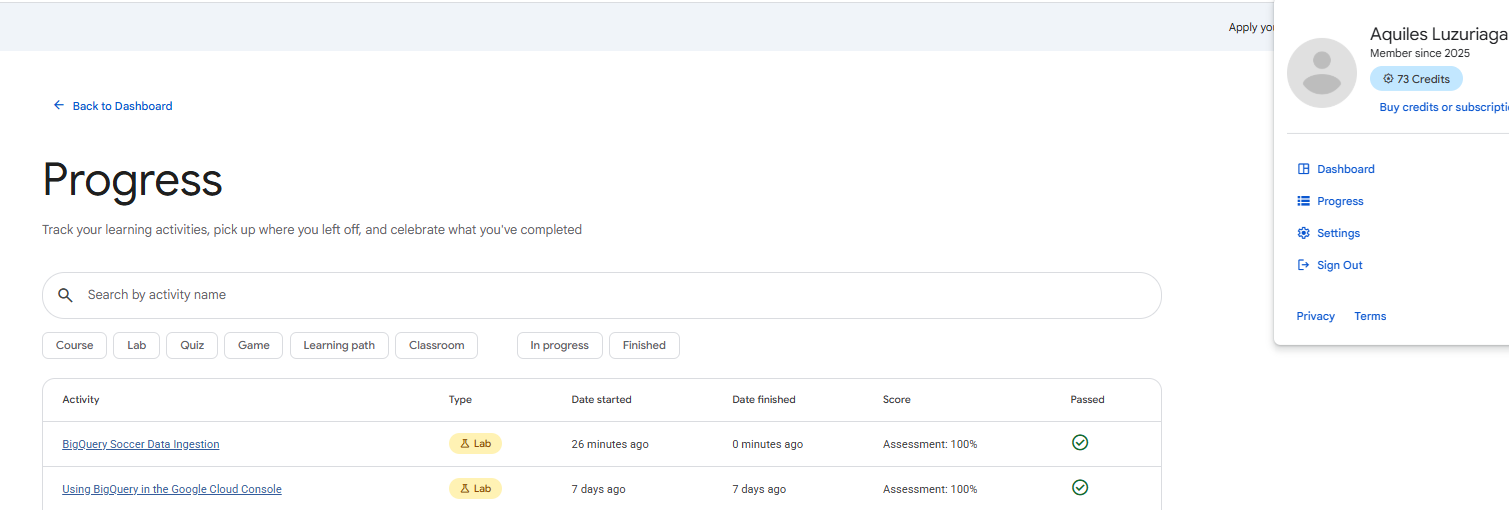 Apply you
Aquiles Luzuriaga
Member since 2025
73 Credits
Buy credits or subscripti
Dashboard
Progress
Settings
Sign Out
Privacy Terms
Back to Dashboard
Progress
Track your learning activities, pick up where you left off, and celebrate what you've completed
Search by activity name
Course Lab Quiz Game Learning path Classroom In progress Finished
Activity Type Date started Date finished Score Passed
BigQuery Soccer Data Ingestion Lab 26 minutes ago 0 minutes ago Assessment: 100%
Using BigQuery in the Google Cloud Console Lab 7 days ago 7 days ago Assessment: 100%